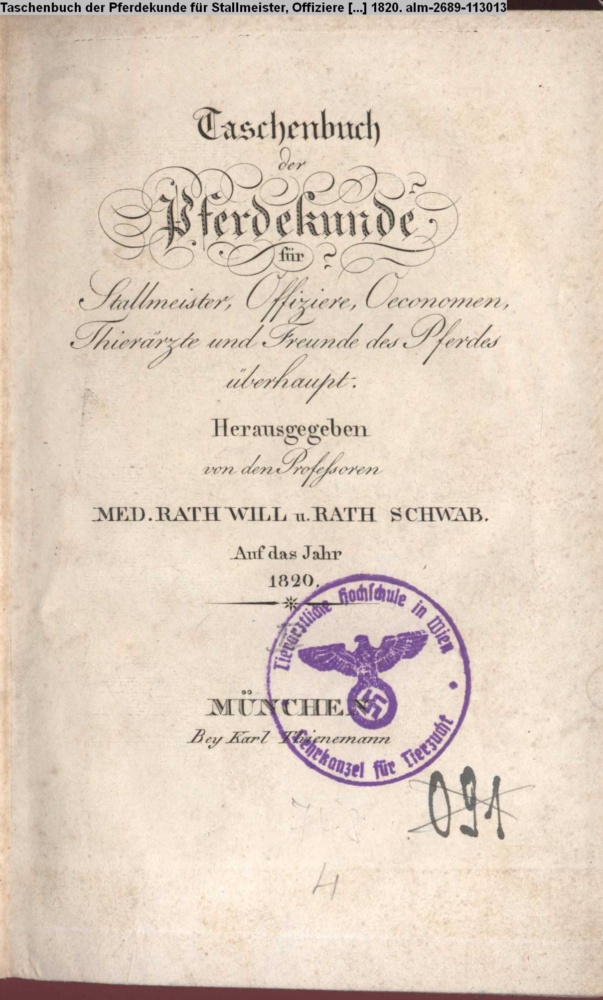 Taschenbuch der Pferdekunde für Stallmeister, Offiziere [...] 1820. alm-2689-113013
Taschenbuch
der
Pferdekunde
für
Stallmeister, Offiziere, Oeconomen,
Thierärzte und Freunde des Pferdes
überhaupt.
Herausgegeben
von den Professoren
MED. RATH WILL u. RATH SCHWAB.
Auf das Jahr
1820.
Tierärztliche Hochschule in Wien
Lehrkanzel für Tierzucht
MÜNCHEN
Bey Karl Thienemann
091
4